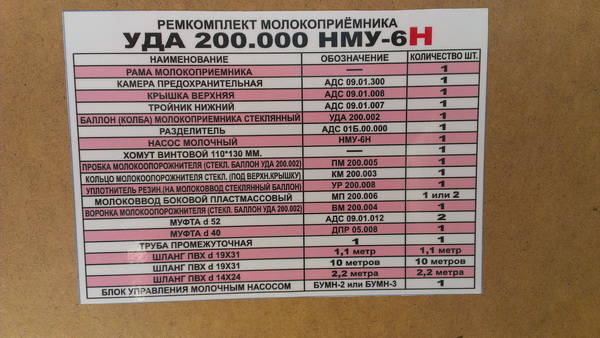 РЕМКОМПЛЕКТ МОЛОКОПРИЁМНИКА
УДА 200.000 НМУ-6Н
НАИМЕНОВАНИЕ ОБОЗНАЧЕНИЕ КОЛИЧЕСТВО ШТ.
РАМА МОЛОКОПРИЕМНИКА — 1
КАМЕРА ПРЕДОХРАНИТЕЛЬНАЯ АДС 09.01.300 1
КРЫШКА ВЕРХНЯЯ АДС 09.01.008 1
ТРОЙНИК НИЖНИЙ АДС 09.01.007 1
БАЛЛОН (КОЛБА) МОЛОКОПРИЕМНИКА СТЕКЛЯННЫЙ УДА 200.002 1
РАЗДЕЛИТЕЛЬ АДС 01Б.00.000 1
НАСОС МОЛОЧНЫЙ НМУ-6Н 1
ХОМУТ ВИНТОВОЙ 110*130 ММ. — 1
ПРОБКА МОЛОКООПОРОЖНИТЕЛЯ (СТЕКЛ. БАЛЛОН УДА 200.002) ПМ 200.005 1
КОЛЬЦО МОЛОКООПОРОЖНИТЕЛЯ СТЕКЛ. (ПОД ВЕРХН.КРЫШКУ) КМ 200.003 1
УПЛОТНИТЕЛЬ РЕЗИН.(НА МОЛОКОВВОД СТЕКЛЯННЫЙ БАЛЛОН) УР 200.008 1
МОЛОКОВВОД БОКОВОЙ ПЛАСТМАССОВЫЙ МП 200.006 1 или 2
ВОРОНКА МОЛОКООПОРОЖНИТЕЛЯ (СТЕКЛ. БАЛЛОН УДА 200.002) ВМ 200.004 1
МУФТА d 52 АДС 09.01.012 2
МУФТА d 40 ДПР 05.008 1
ТРУБА ПРОМЕЖУТОЧНАЯ 1 1
ШЛАНГ ПВХ d 19Х31 1,1 метр 1,1 метр
ШЛАНГ ПВХ d 19Х31 10 метров 10 метров
ШЛАНГ ПВХ d 14Х24 2,2 метра 2,2 метра
БЛОК УПРАВЛЕНИЯ МОЛОЧНЫМ НАСОСОМ БУМН-2 или БУМН-3 1